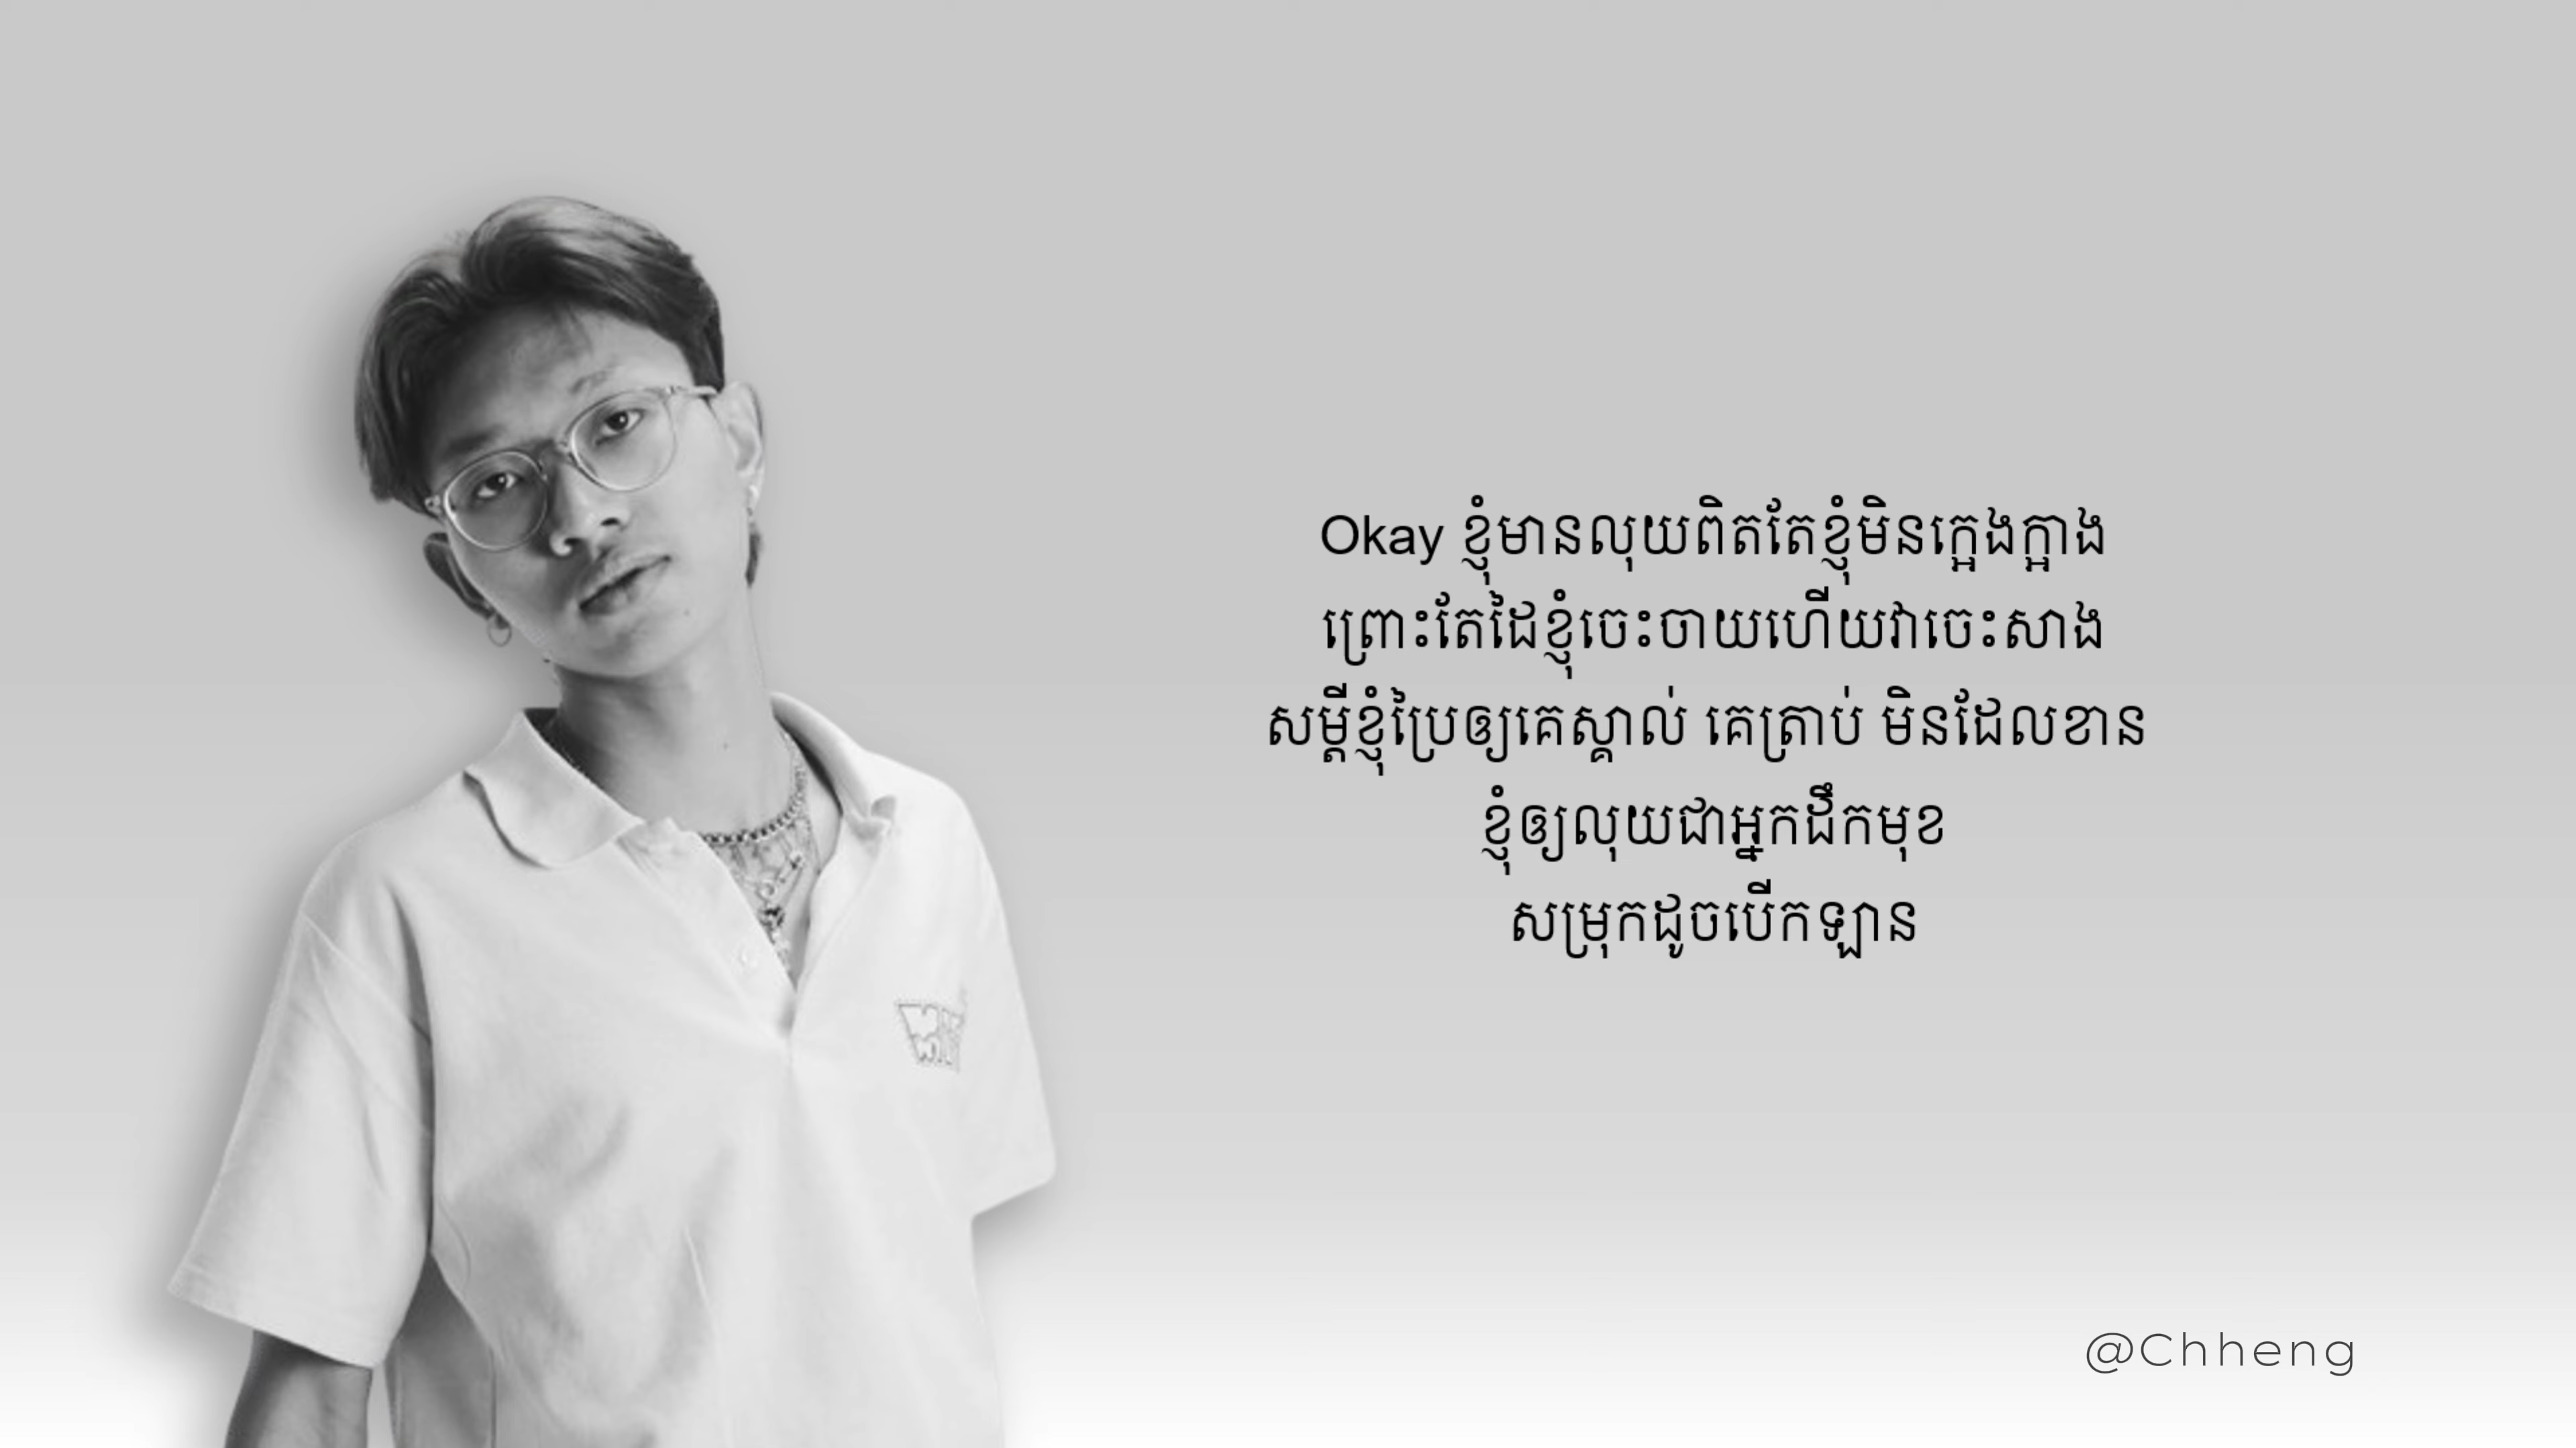 Okay ខ្ញុំមានលុយពិតតែខ្ញុំមិនក្អេងក្អាង
ព្រោះតែដៃខ្ញុំចេះចាយហើយវាចេះសាង
សម្ដីខ្ញុំប្រៃឲ្យគេស្គាល់ គេត្រាប់ មិនដែលខាន
ខ្ញុំឲ្យលុយជាអ្នកដឹកមុខ
សម្រុកដូចបើកឡាន
@Chheng